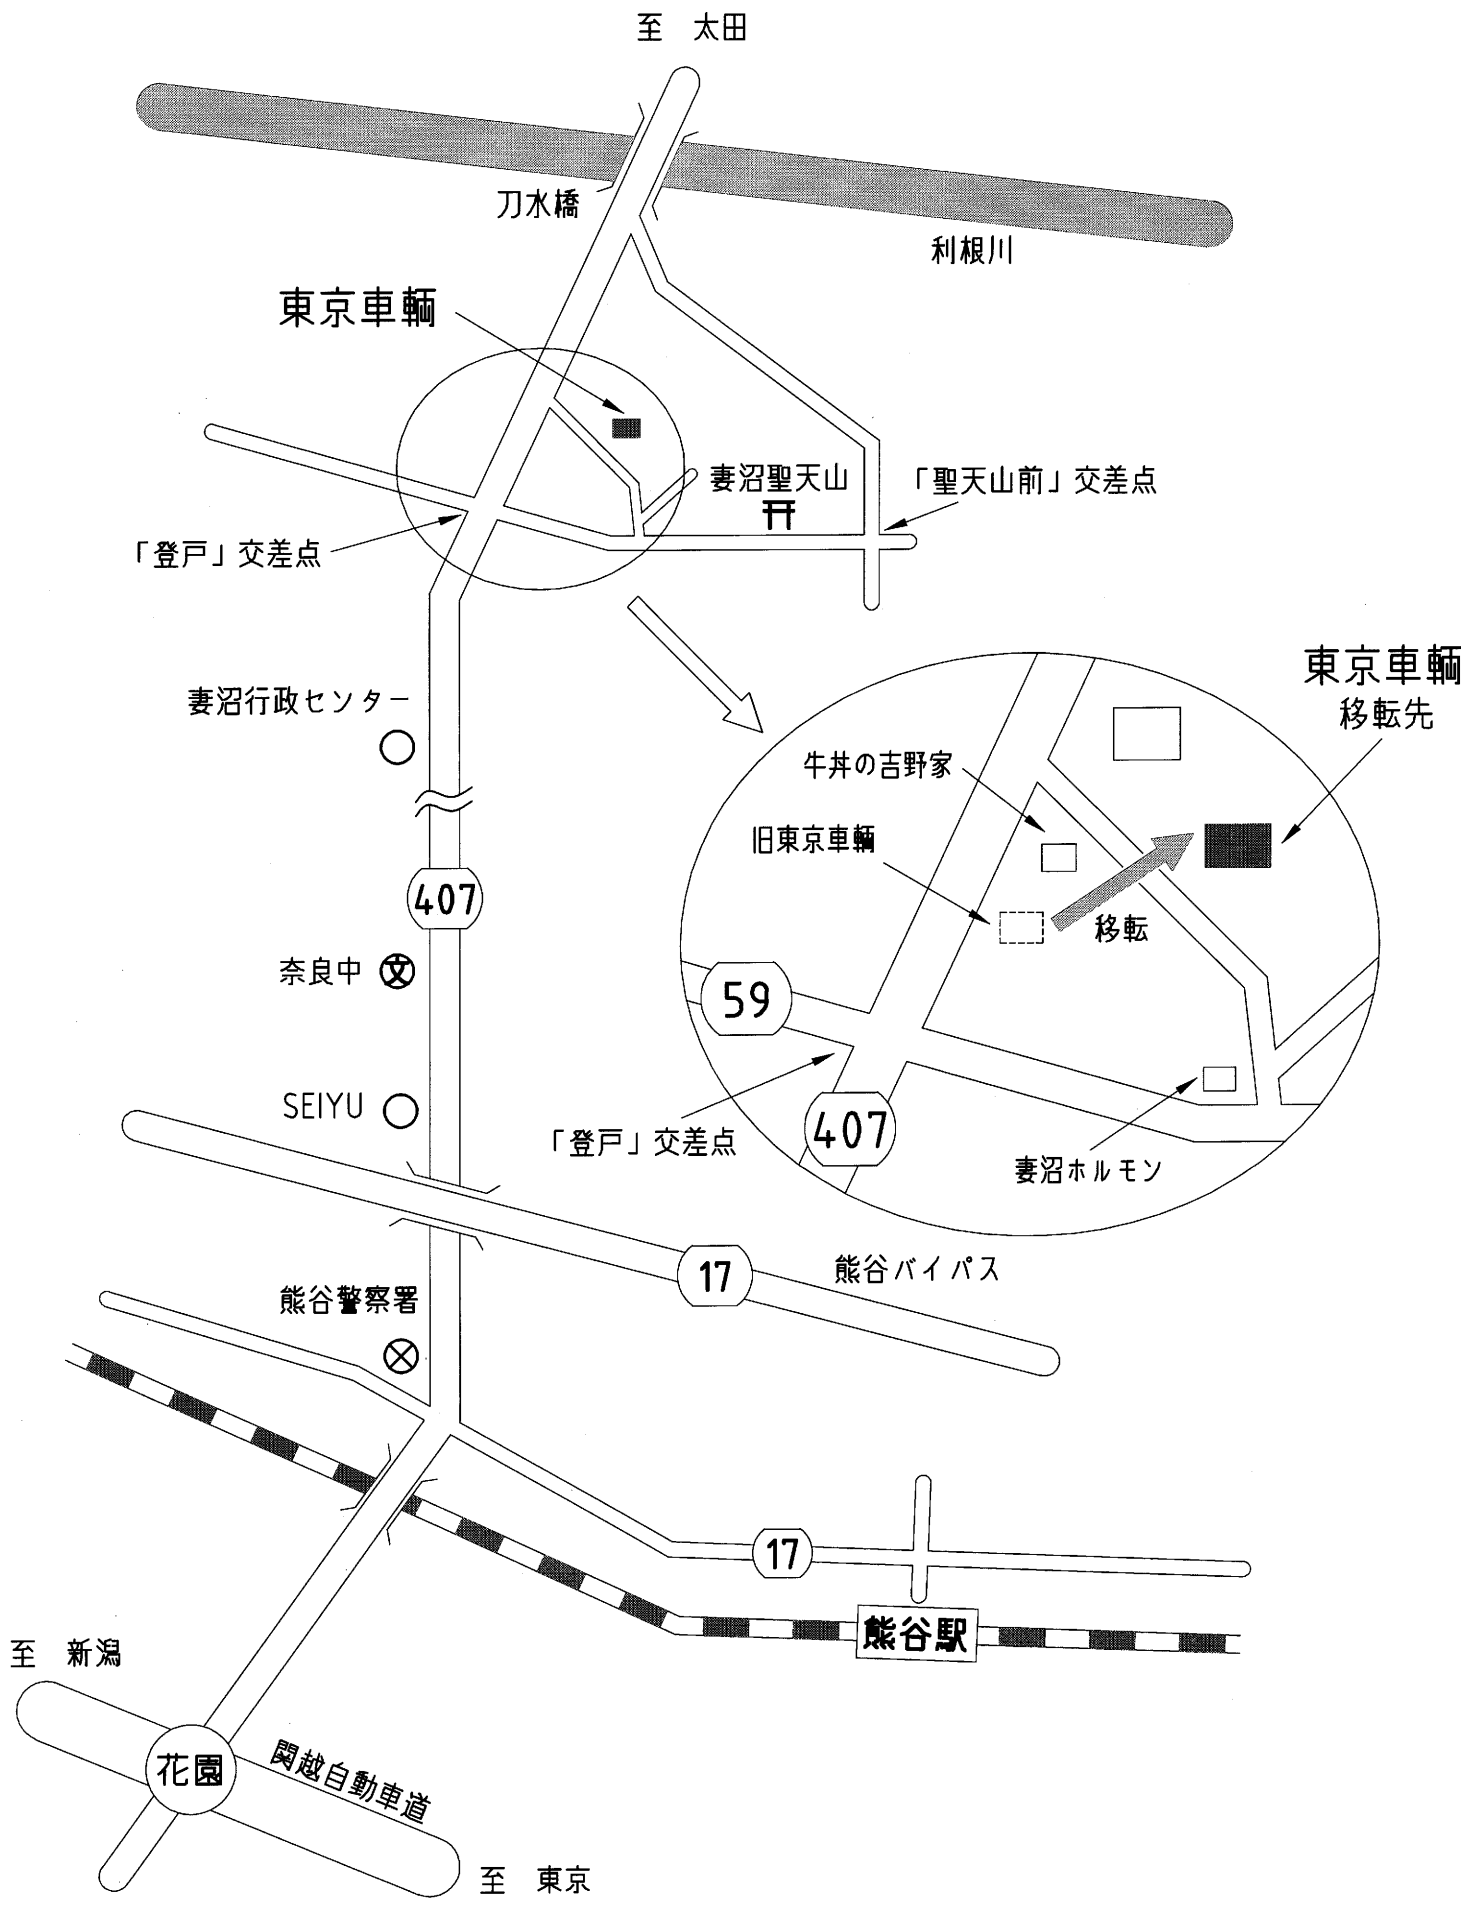 至 太田
刀水橋
利根川
東京車輌
妻沼聖天山
「聖天山前」交差点
「登戸」交差点
妻沼行政センター
407
奈良中
文
SEIYU
17
熊谷バイパス
熊谷警察署
17
熊谷駅
至 新潟
花園
関越自動車道
至 東京
東京車輌
移転先
牛丼の吉野家
旧東京車輌
移転
59
「登戸」交差点
407
妻沼ホルモン